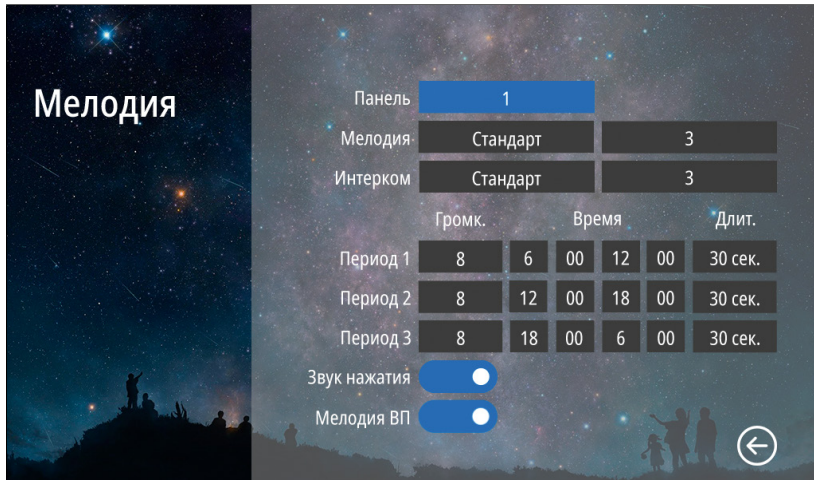 Мелодия
Панель 1
Мелодия Стандарт 3
Интерком Стандарт 3
Громк. Время Длит.
Период 1 8 6 00 12 00 30 сек.
Период 2 8 12 00 18 00 30 сек.
Период 3 8 18 00 6 00 30 сек.
Звук нажатия
Мелодия ВП